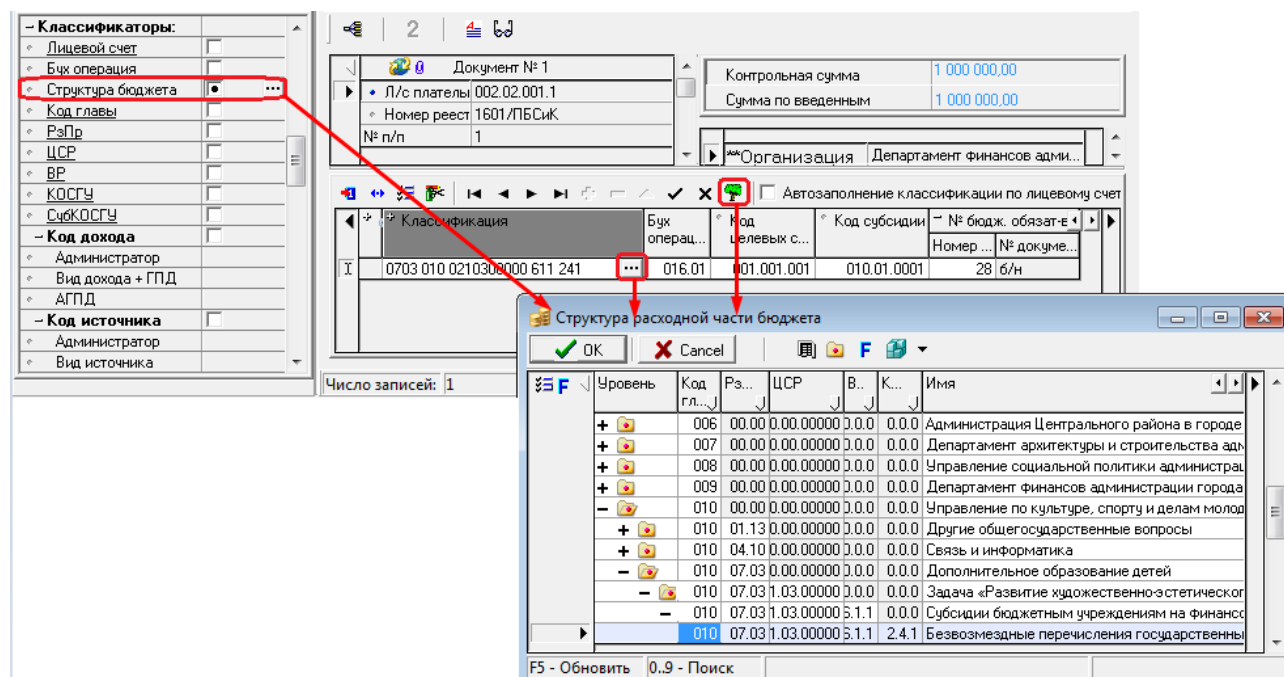 – Классификаторы:
Лицевой счет
Бух операция
Структура бюджета
Код главы
РзПр
ЦСР
ВР
КОСГУ
СубКОСГУ
– Код дохода
Администратор
Вид дохода + ГПД
АГПД
– Код источника
Администратор
Вид источника
2
Документ № 1
Л/с плательщ 002.02.001.1
Номер реест 1601/ПБСиК
№ п/п 1
Контрольная сумма 1 000 000,00
Сумма по введенным 1 000 000,00
**Организация Департамент финансов адми...
Автозаполнение классификации по лицевому счет
Классификация Бух операц... Код целевых с... Код субсидии – № бюдж. обязат-е
Номер ... № докуме...
0703 010 0210300000 611 241 ... 016.01 001.001.001 010.01.0001 28 б/н
Число записей: 1
Структура расходной части бюджета
OK Cancel F
F Уровень Код гл... Рз... ЦСР В.. К... Имя
+ 006 00.00 0.00.00000 0.0.0 0.0.0 Администрация Центрального района в городе
+ 007 00.00 0.00.00000 0.0.0 0.0.0 Департамент архитектуры и строительства адм
+ 008 00.00 0.00.00000 0.0.0 0.0.0 Управление социальной политики администрац
+ 009 00.00 0.00.00000 0.0.0 0.0.0 Департамент финансов администрации города
– 010 00.00 0.00.00000 0.0.0 0.0.0 Управление по культуре, спорту и делам молод
+ 010 01.13 0.00.00000 0.0.0 0.0.0 Другие общегосударственные вопросы
+ 010 04.10 0.00.00000 0.0.0 0.0.0 Связь и информатика
– 010 07.03 0.00.00000 0.0.0 0.0.0 Дополнительное образование детей
– 010 07.03 1.03.00000 0.0.0 0.0.0 Задача «Развитие художественно-эстетическог
– 010 07.03 1.03.00000 6.1.1 0.0.0 Субсидии бюджетным учреждениям на финансо
010 07.03 1.03.00000 6.1.1 2.4.1 Безвозмездные перечисления государственны
F5 - Обновить 0..9 - Поиск